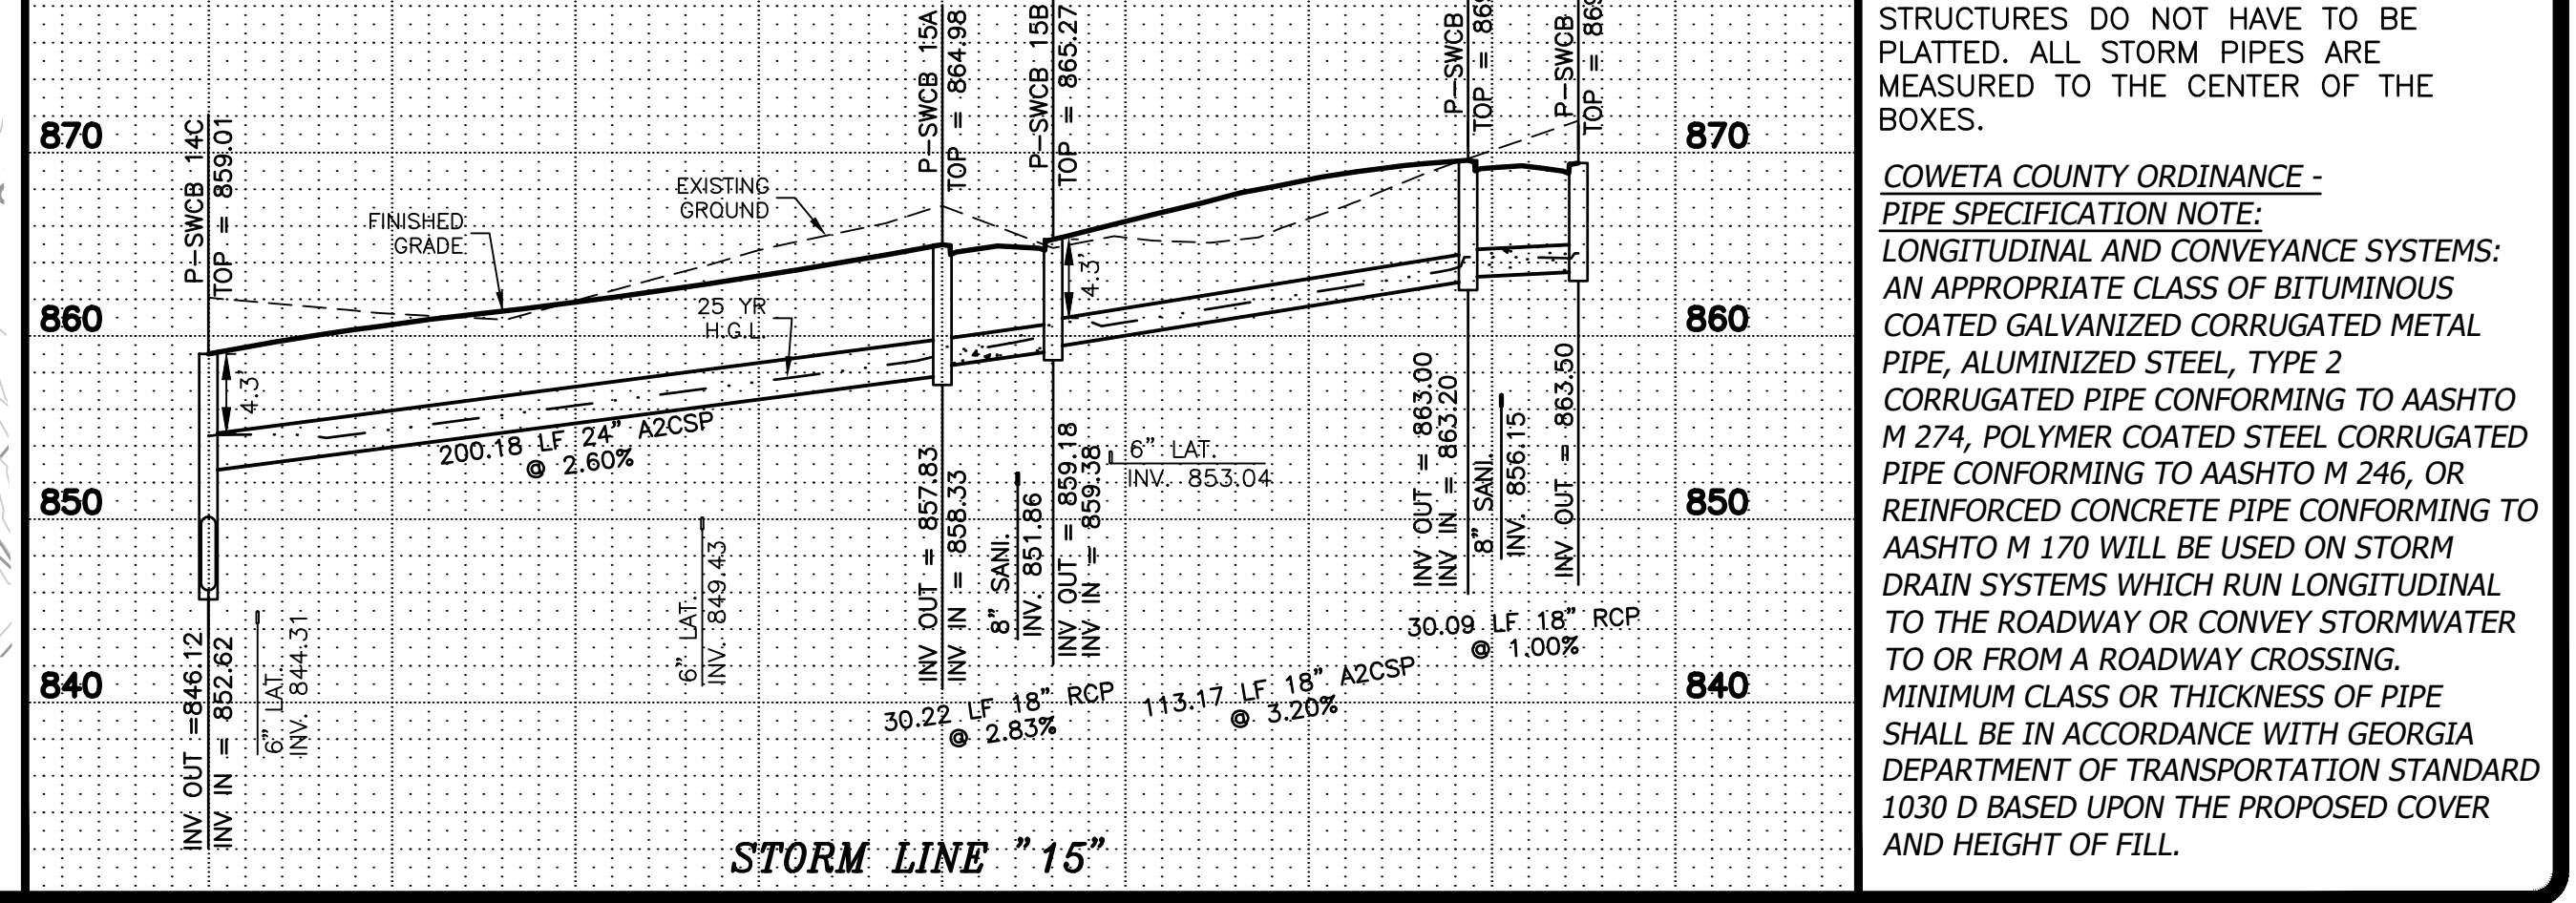 P-SWCB 14C
TOP = 859.01
P-SWCB 15A
TOP = 864.98
P-SWCB 15B
TOP = 865.27
P-SWCB
TOP =
P-SWCB
TOP =
870
860
850
840
870
860
850
840
FINISHED
GRADE
EXISTING
GROUND
25 YR
H.G.L.
4.3'
4.3'
200.18 LF 24" A2CSP
@ 2.60%
INV OUT =846.12
INV IN = 852.62
6" LAT.
INV. 844.31
6" LAT.
INV. 849.43
INV OUT = 857.83
INV IN = 858.33
8" SANI.
INV. 851.86
INV OUT = 859.18
INV IN = 859.38
6" LAT.
INV. 853.04
INV OUT = 863.00
INV IN = 863.20
8" SANI.
INV. 856.15
INV OUT = 863.50
30.22 LF 18" RCP
@ 2.83%
113.17 LF 18" A2CSP
@ 3.20%
30.09 LF 18" RCP
@ 1.00%
STORM LINE "15"
STRUCTURES DO NOT HAVE TO BE
PLATTED. ALL STORM PIPES ARE
MEASURED TO THE CENTER OF THE
BOXES.
COWETA COUNTY ORDINANCE -
PIPE SPECIFICATION NOTE:
LONGITUDINAL AND CONVEYANCE SYSTEMS:
AN APPROPRIATE CLASS OF BITUMINOUS
COATED GALVANIZED CORRUGATED METAL
PIPE, ALUMINIZED STEEL, TYPE 2
CORRUGATED PIPE CONFORMING TO AASHTO
M 274, POLYMER COATED STEEL CORRUGATED
PIPE CONFORMING TO AASHTO M 246, OR
REINFORCED CONCRETE PIPE CONFORMING TO
AASHTO M 170 WILL BE USED ON STORM
DRAIN SYSTEMS WHICH RUN LONGITUDINAL
TO THE ROADWAY OR CONVEY STORMWATER
TO OR FROM A ROADWAY CROSSING.
MINIMUM CLASS OR THICKNESS OF PIPE
SHALL BE IN ACCORDANCE WITH GEORGIA
DEPARTMENT OF TRANSPORTATION STANDARD
1030 D BASED UPON THE PROPOSED COVER
AND HEIGHT OF FILL.